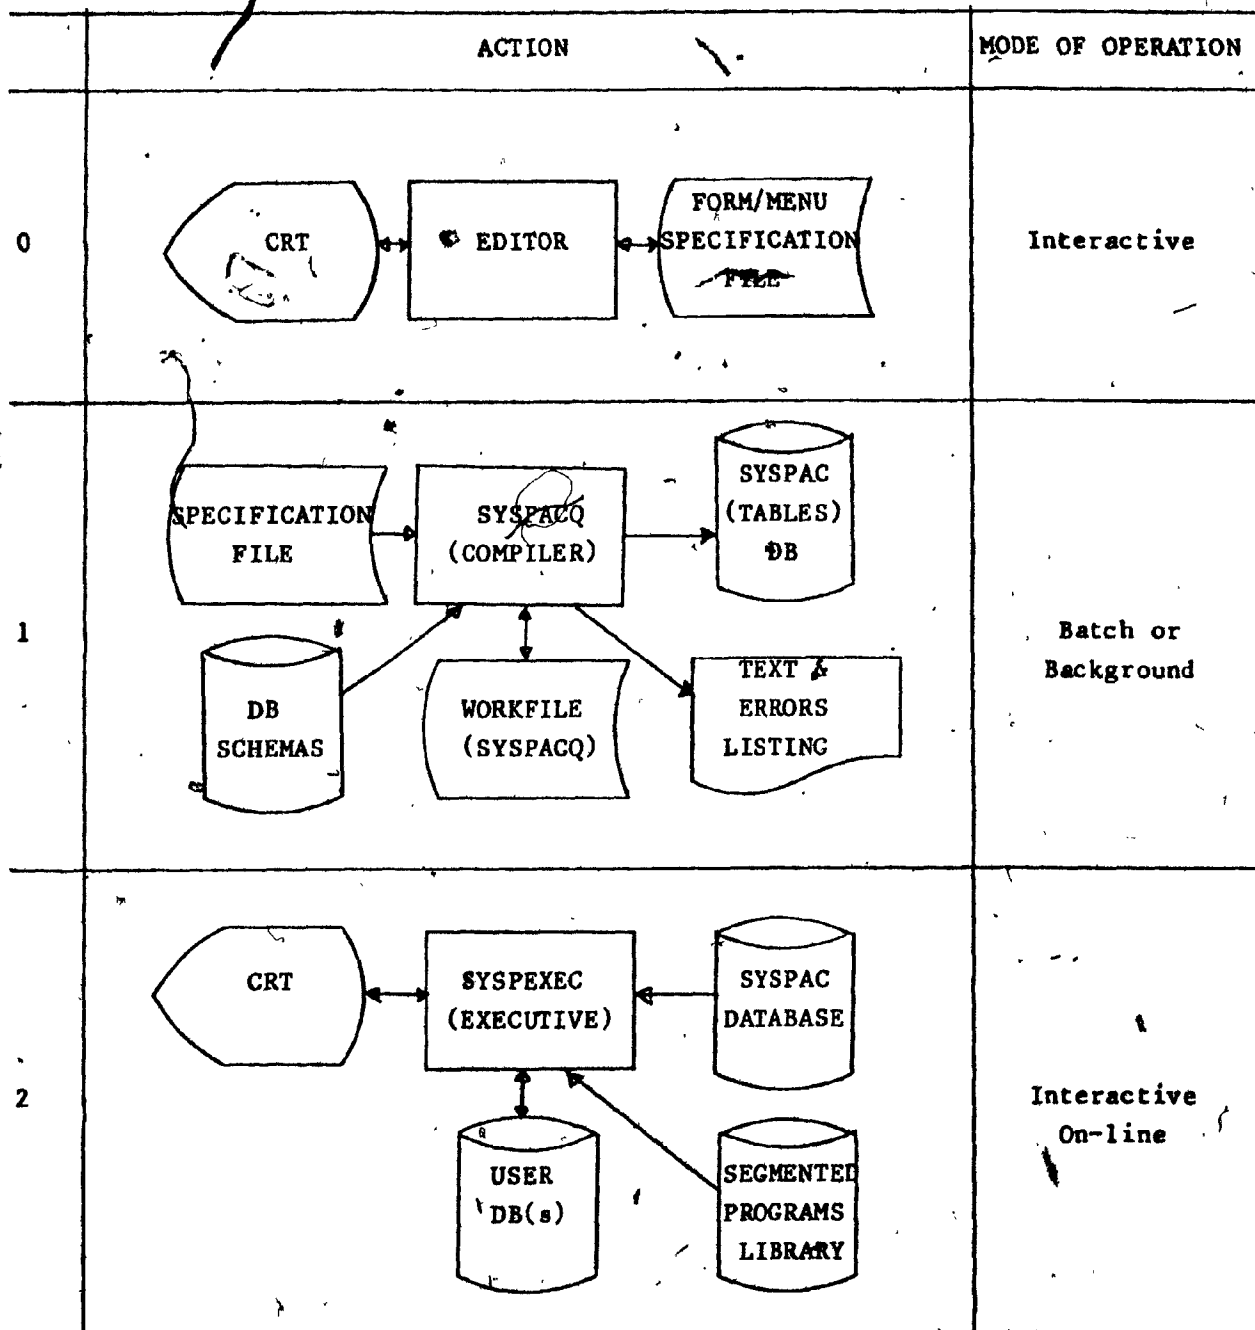 ACTION
MODE OF OPERATION
0
CRT
EDITOR
FORM/MENU
SPECIFICATION
FILE
Interactive
1
SPECIFICATION
FILE
SYSPACQ
(COMPILER)
SYSPAC
(TABLES)
DB
DB
SCHEMAS
WORKFILE
(SYSPACQ)
TEXT &
ERRORS
LISTING
Batch or
Background
2
CRT
SYSPEXEC
(EXECUTIVE)
SYSPAC
DATABASE
USER
DB(s)
SEGMENTED
PROGRAMS
LIBRARY
Interactive
On-line